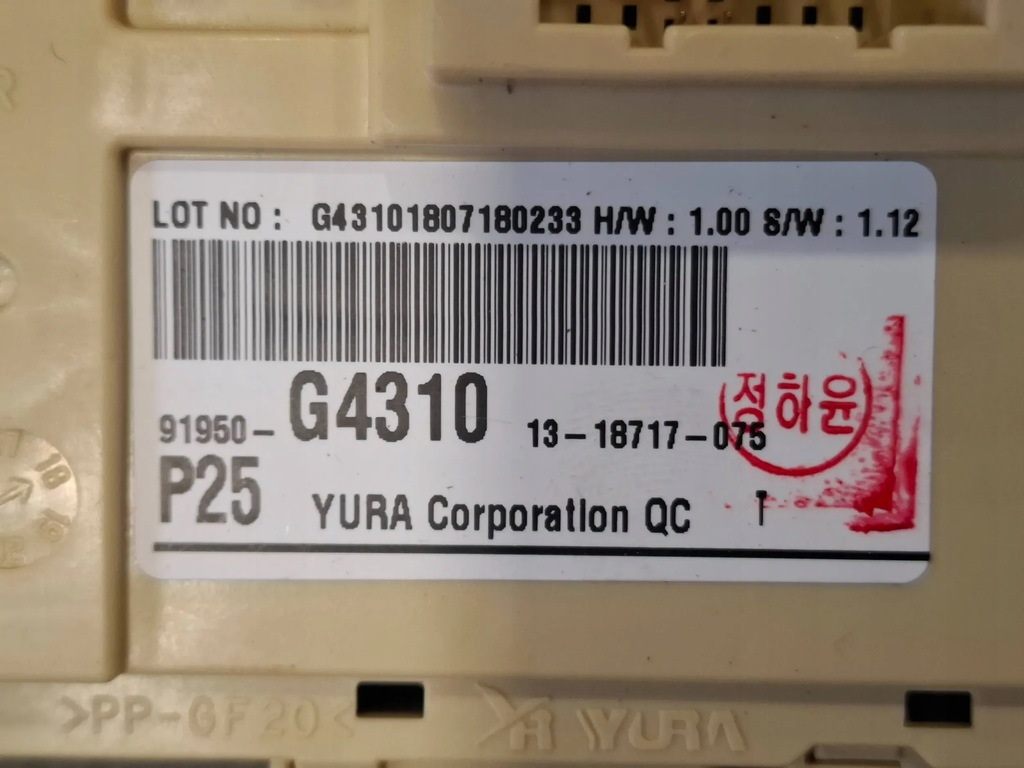 LOT NO : G43101807180233 H/W : 1.00 S/W : 1.12
91950-G4310 13-18717-075
정하윤
P25 YURA Corporation QC T
>PP-GF20< YURA